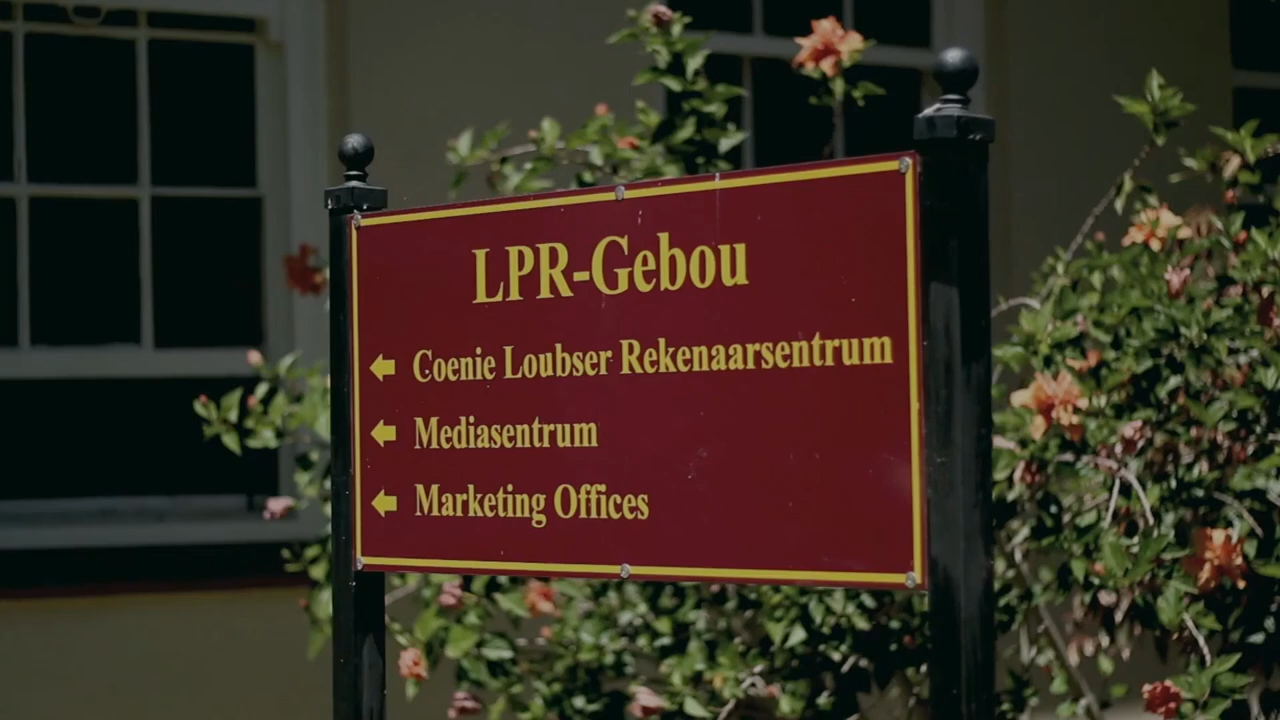 LPR-Gebou
Coenie Loubser Rekenaarsentrum
Mediasentrum
Marketing Offices